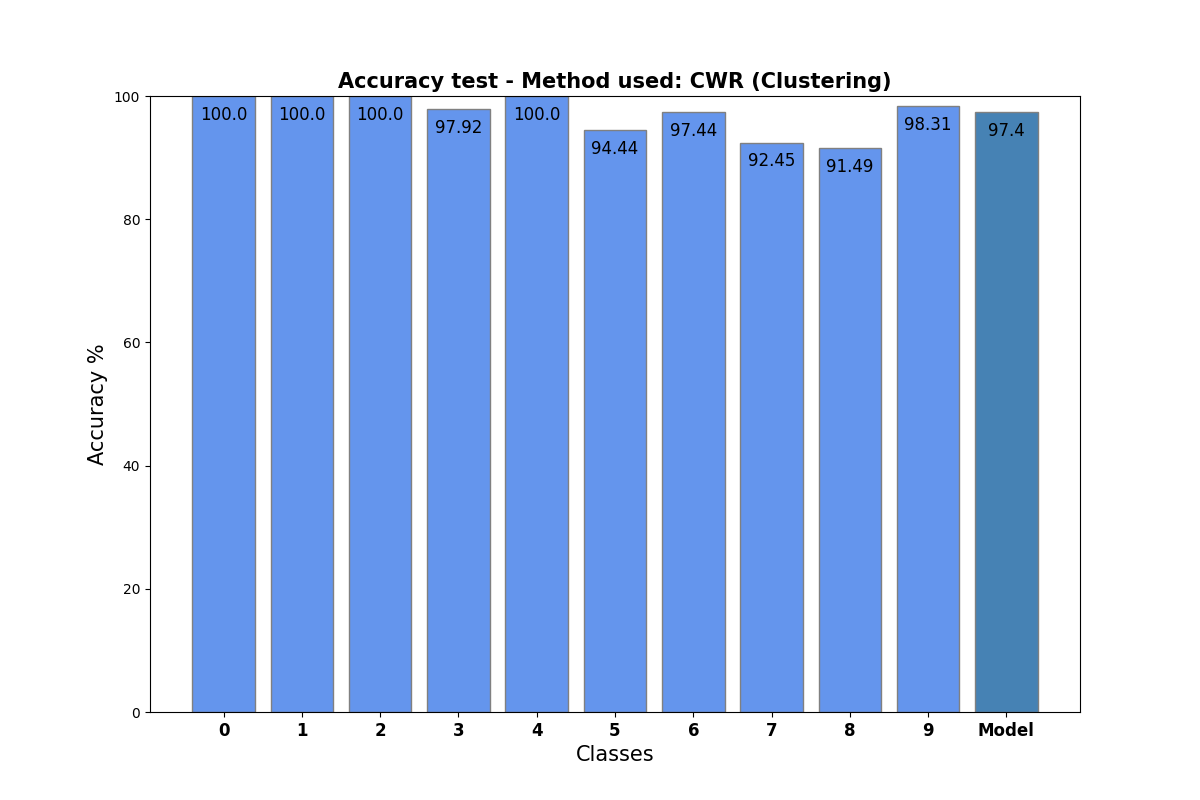 Accuracy test - Method used: CWR (Clustering)
100
80
60
40
20
0
Accuracy %
100.0 100.0 100.0 97.92 100.0 94.44 97.44 92.45 91.49 98.31 97.4
0 1 2 3 4 5 6 7 8 9 Model
Classes